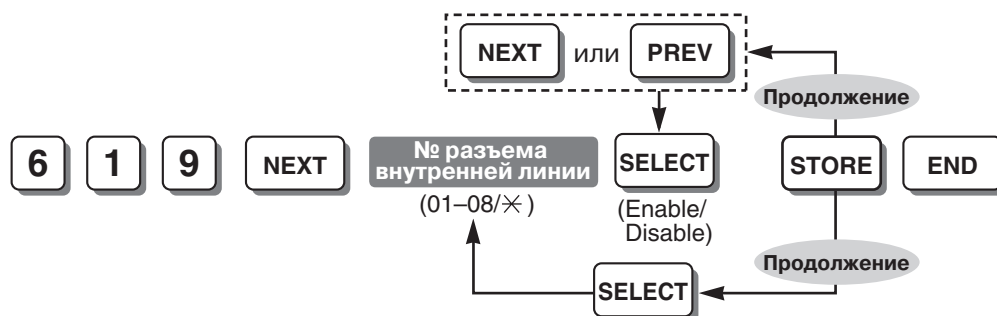 NEXT или PREV
Продолжение
6 1 9 NEXT № разъема внутренней линии SELECT STORE END
(01–08/✳)
(Enable/
Disable)
Продолжение
SELECT